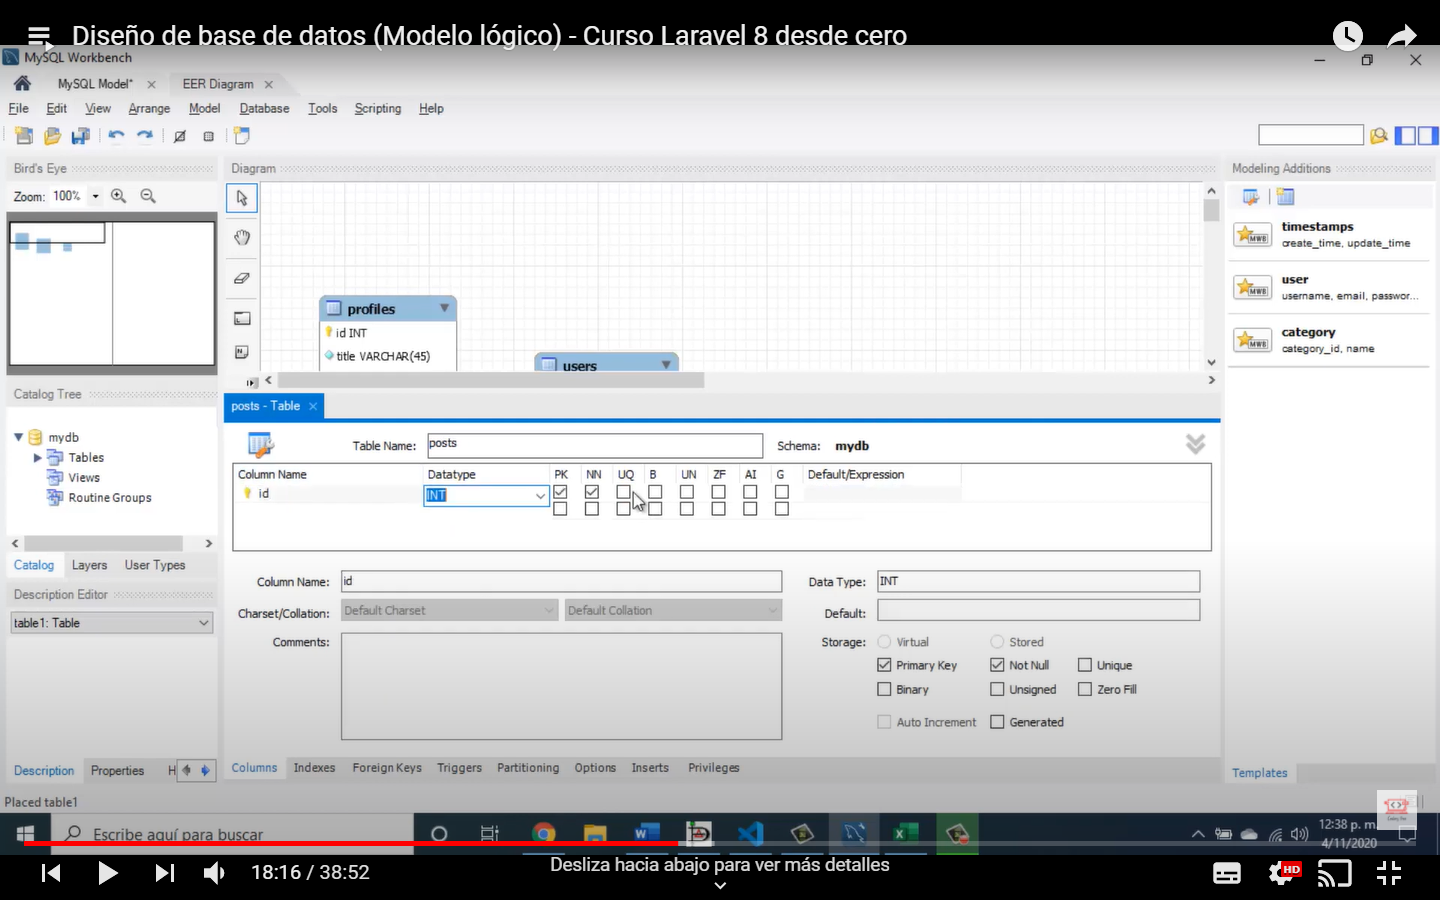 Diseño de base de datos (Modelo lógico) - Curso Laravel 8 desde cero
MySQL Workbench
MySQL Model* EER Diagram
File Edit View Arrange Model Database Tools Scripting Help
Bird's Eye
Zoom: 100%
Diagram
Modeling Additions
timestamps
create_time, update_time
user
username, email, passwor...
category
category_id, name
profiles
id INT
title VARCHAR(45)
users
Catalog Tree
mydb
Tables
Views
Routine Groups
Catalog Layers User Types
Description Editor
table1: Table
Description Properties H
posts - Table
Table Name: posts Schema: mydb
Column Name Datatype PK NN UQ B UN ZF AI G Default/Expression
id INT
Column Name: id Data Type: INT
Charset/Collation: Default Charset Default Collation Default:
Comments: Storage: Virtual Stored
Primary Key Not Null Unique
Binary Unsigned Zero Fill
Auto Increment Generated
Columns Indexes Foreign Keys Triggers Partitioning Options Inserts Privileges
Templates
Placed table1
Escribe aquí para buscar
12:38 p. m.
4/11/2020
18:16 / 38:52
Desliza hacia abajo para ver más detalles
HD